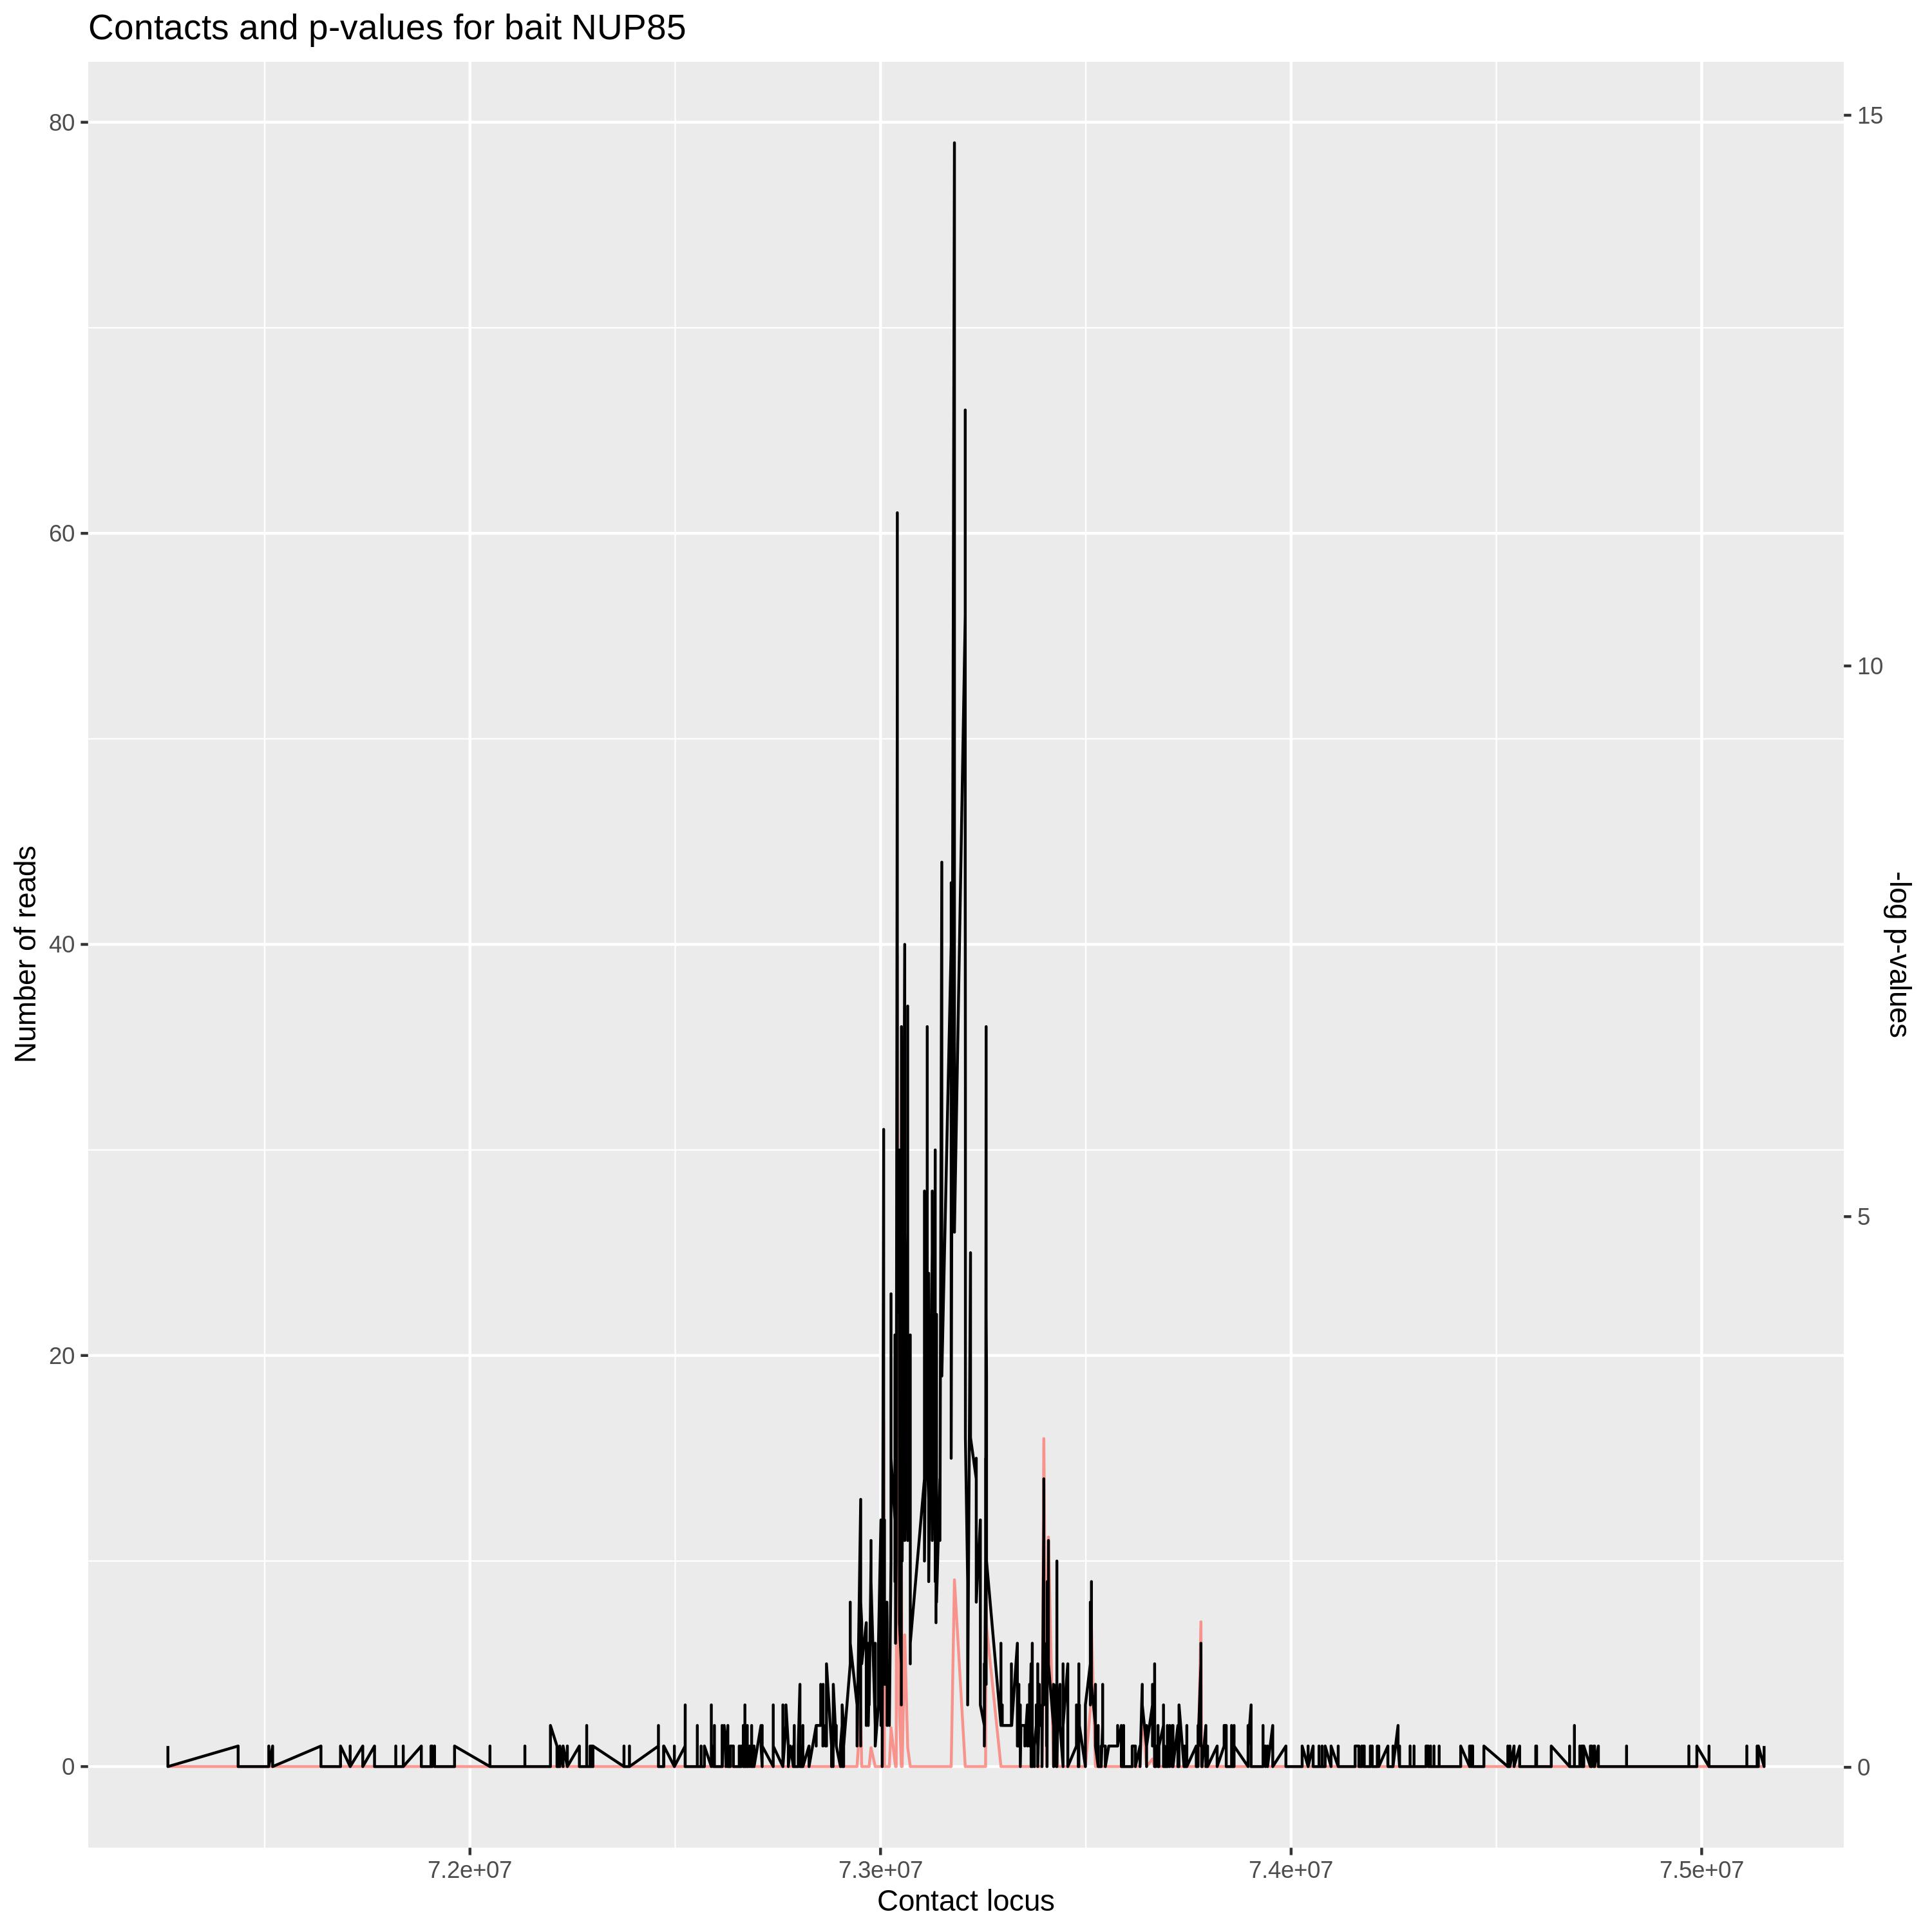 Contacts and p-values for bait NUP85
80
60
40
20
0
15
10
5
0
Number of reads
-log p-values
7.2e+07
7.3e+07
7.4e+07
7.5e+07
Contact locus